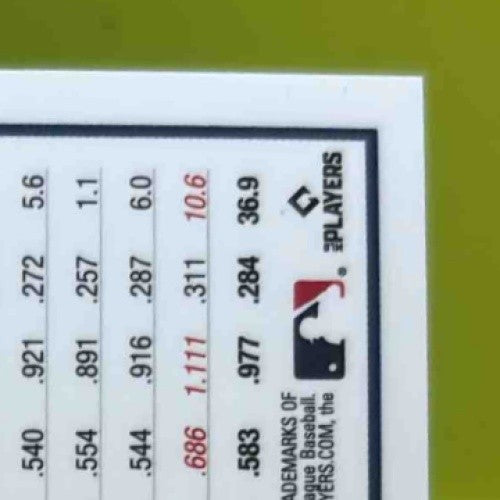 .540 .921 .272 5.6
.554 .891 .257 1.1
.544 .916 .287 6.0
.686 1.111 .311 10.6
.583 .977 .284 36.9
ADEMARKS OF
ague Baseball.
YERS.COM, the
PLAYERS